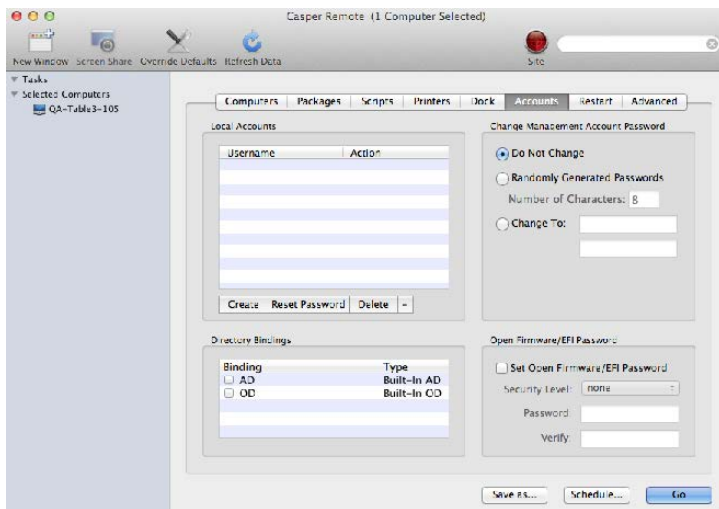 Casper Remote (1 Computer Selected)
New Window Screen Share Override Defaults Refresh Data Site
Tasks
Selected Computers
QA-Table3-105
Computers Packages Scripts Printers Dock Accounts Restart Advanced
Local Accounts
Username Action
Create Reset Password Delete -
Change Management Account Password
Do Not Change
Randomly Generated Passwords
Number of Characters: 8
Change To:
Directory Bindings
Binding Type
AD Built-In AD
OD Built-In OD
Open Firmware/EFI Password
Set Open Firmware/EFI Password
Security Level: none
Password:
Verify:
Save as... Schedule... Go